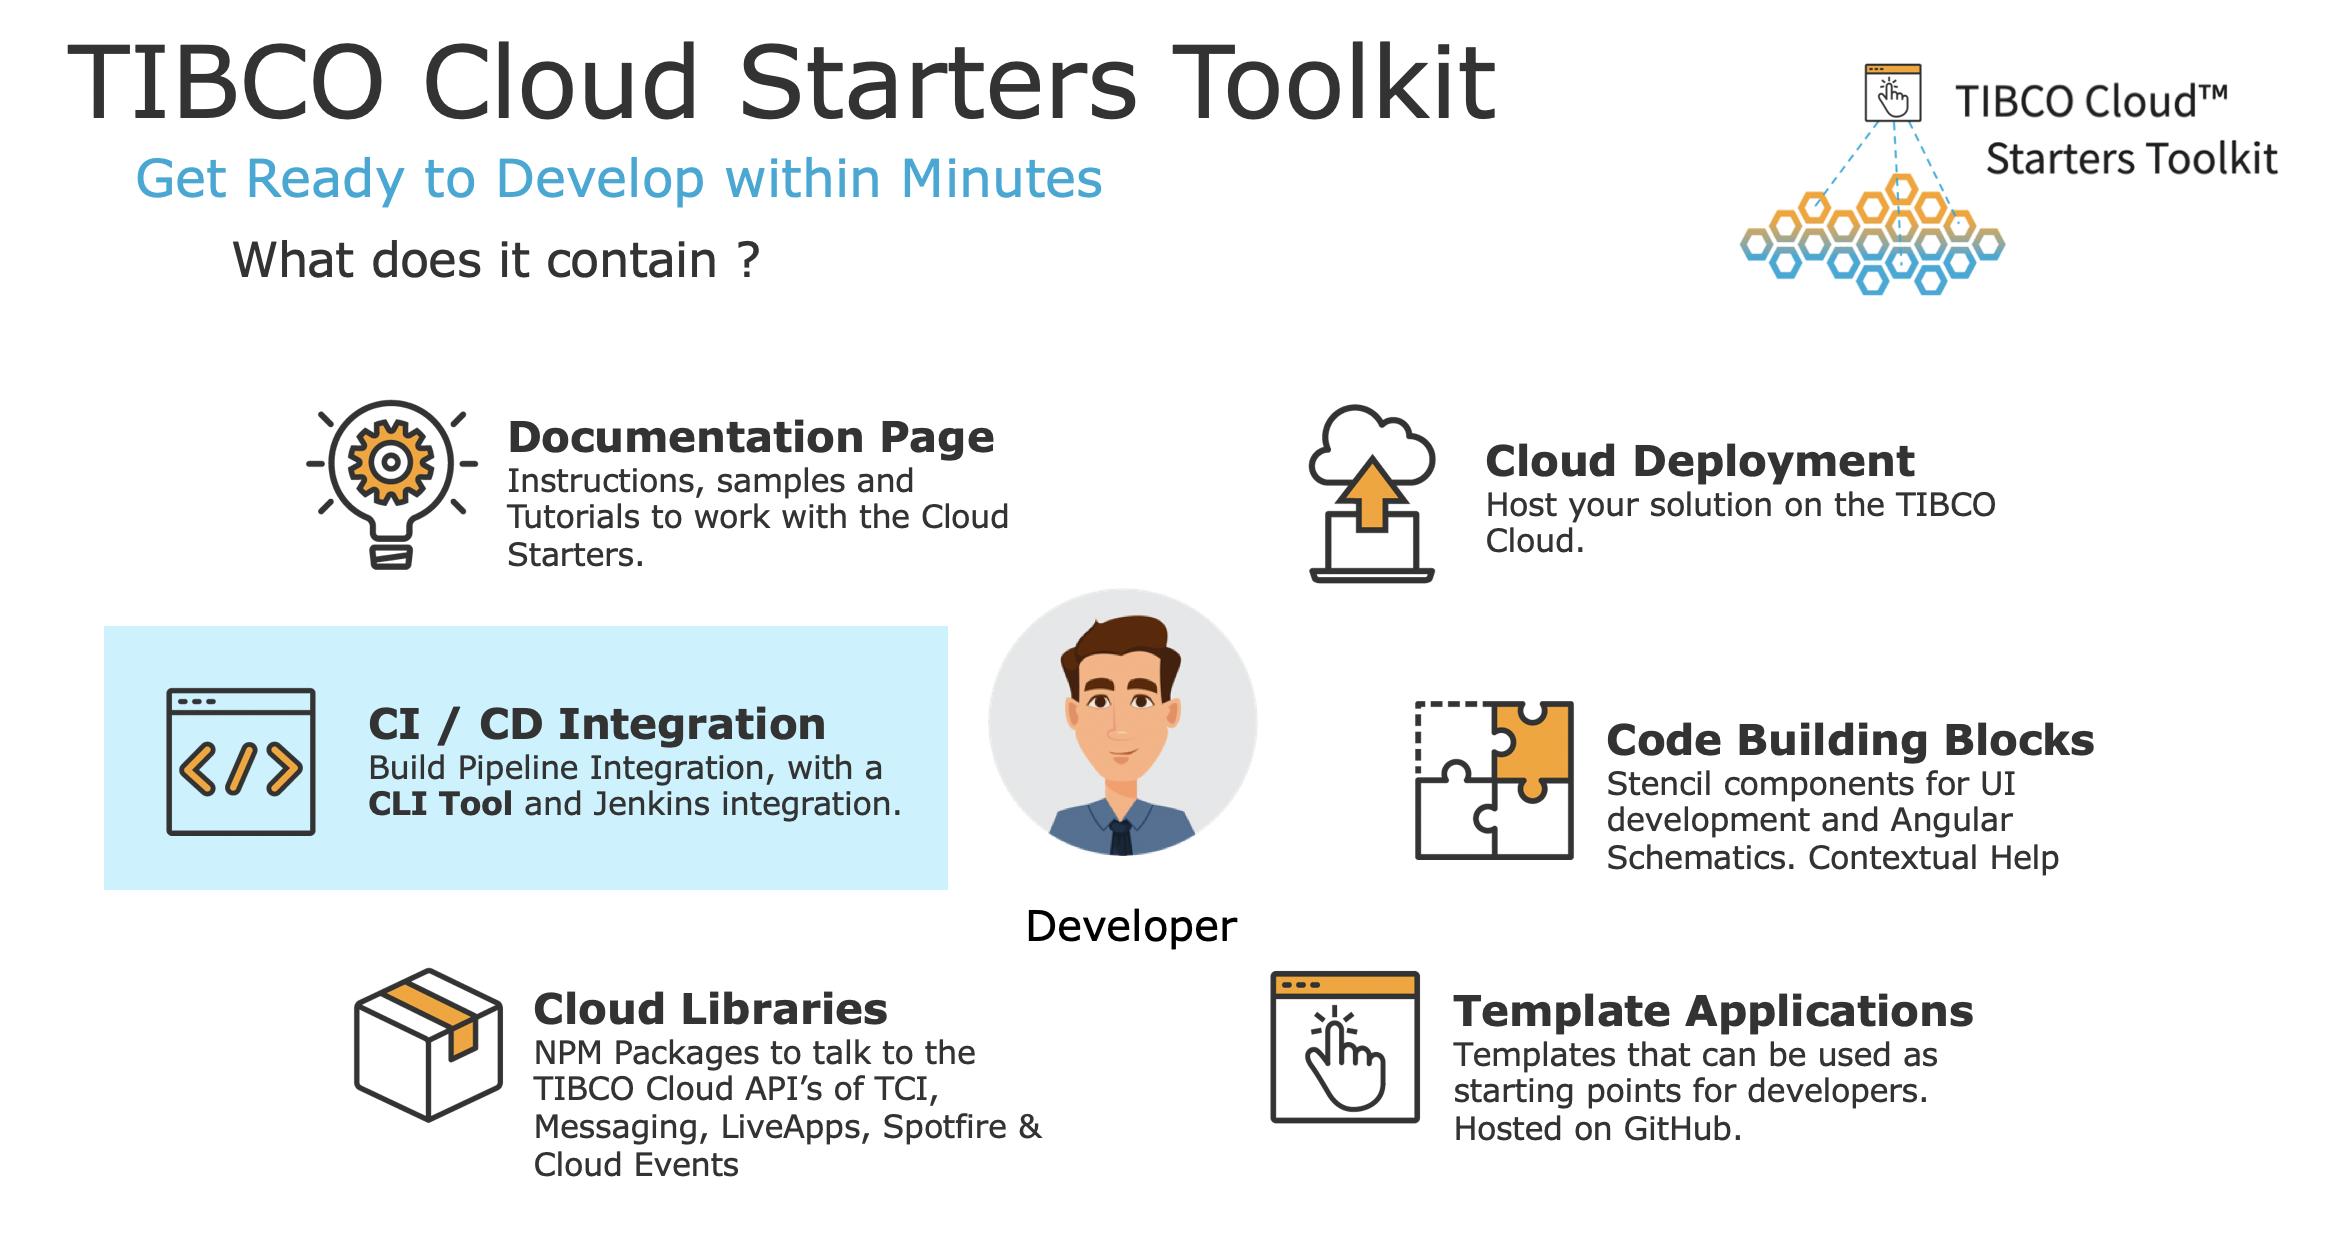 TIBCO Cloud Starters Toolkit
Get Ready to Develop within Minutes
What does it contain ?
TIBCO Cloud™
Starters Toolkit
Documentation Page
Instructions, samples and
Tutorials to work with the Cloud
Starters.
Cloud Deployment
Host your solution on the TIBCO
Cloud.
CI / CD Integration
Build Pipeline Integration, with a
CLI Tool and Jenkins integration.
Developer
Code Building Blocks
Stencil components for UI
development and Angular
Schematics. Contextual Help
Cloud Libraries
NPM Packages to talk to the
TIBCO Cloud API’s of TCI,
Messaging, LiveApps, Spotfire &
Cloud Events
Template Applications
Templates that can be used as
starting points for developers.
Hosted on GitHub.